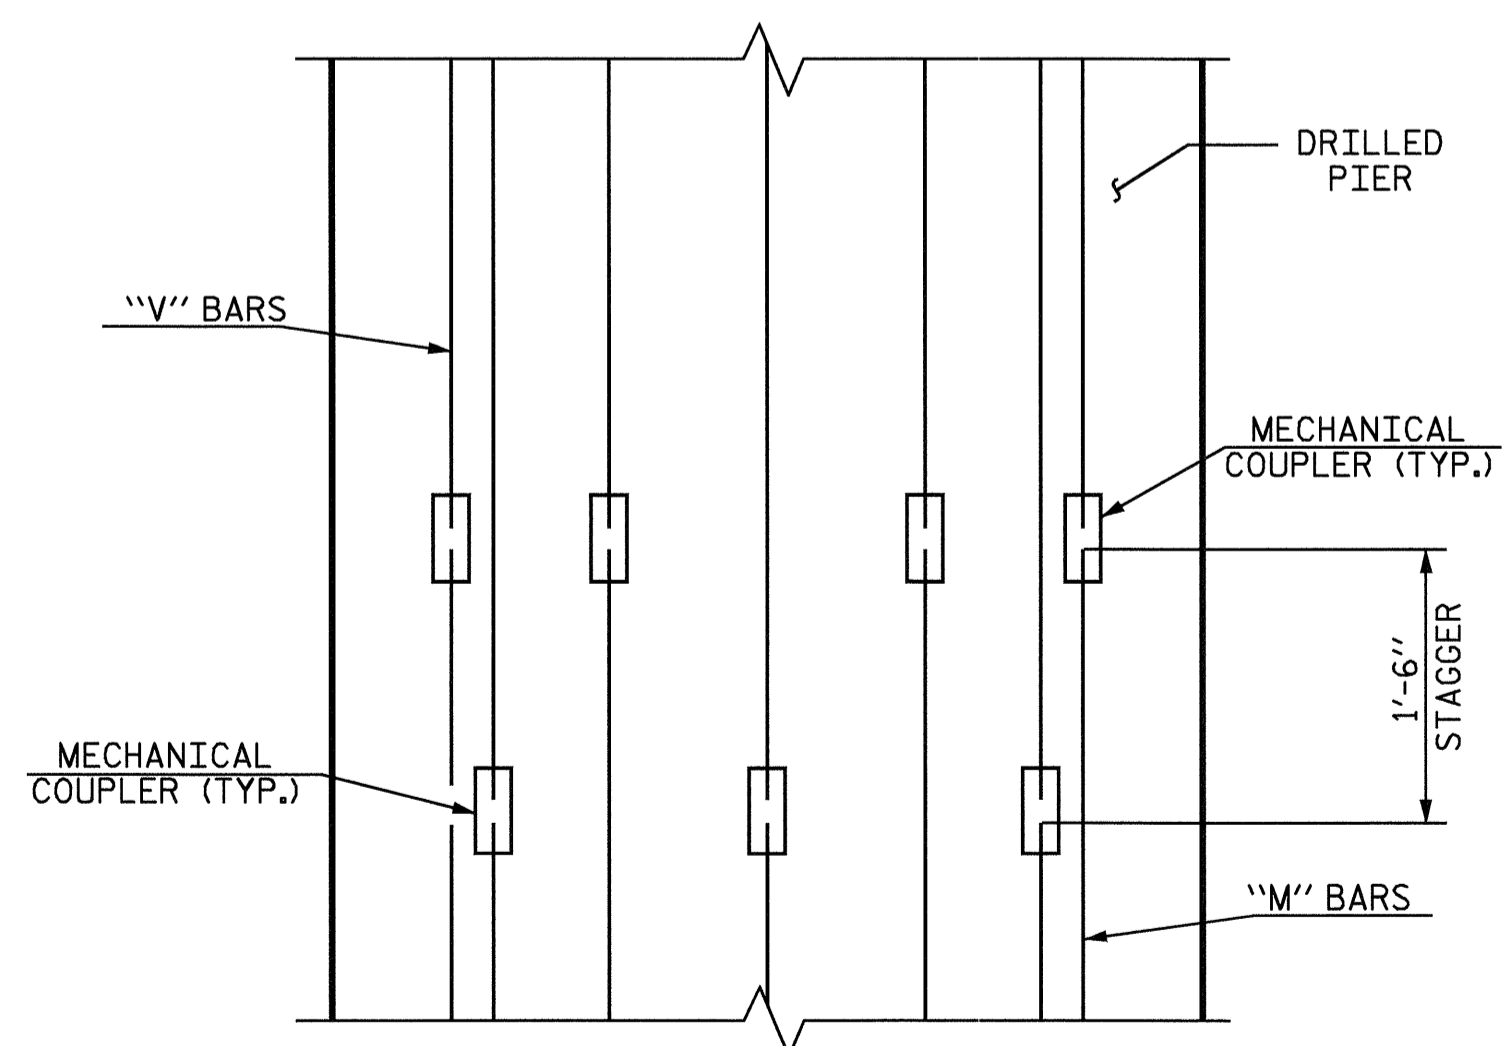 DRILLED
PIER
"V" BARS
MECHANICAL
COUPLER (TYP.)
1'-6"
STAGGER
MECHANICAL
COUPLER (TYP.)
"M" BARS